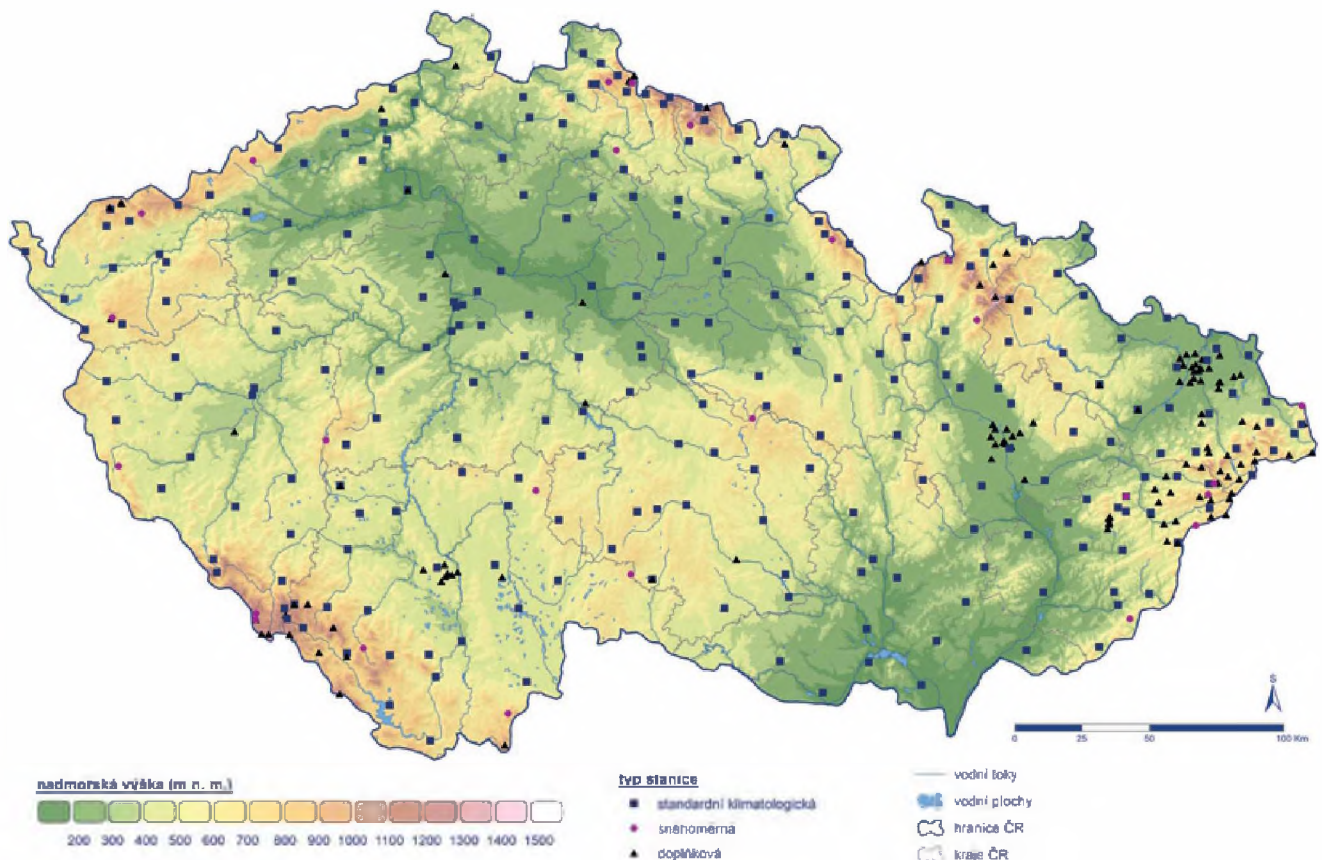 S
0 25 50 100 Km
nadmorská výška (m n. m.)
200 300 400 500 600 700 800 900 1000 1100 1200 1300 1400 1500
typ stanice
standardní klimatologická
sněhoměrná
doplňková
vodní toky
vodní plochy
hranice ČR
kraje ČR